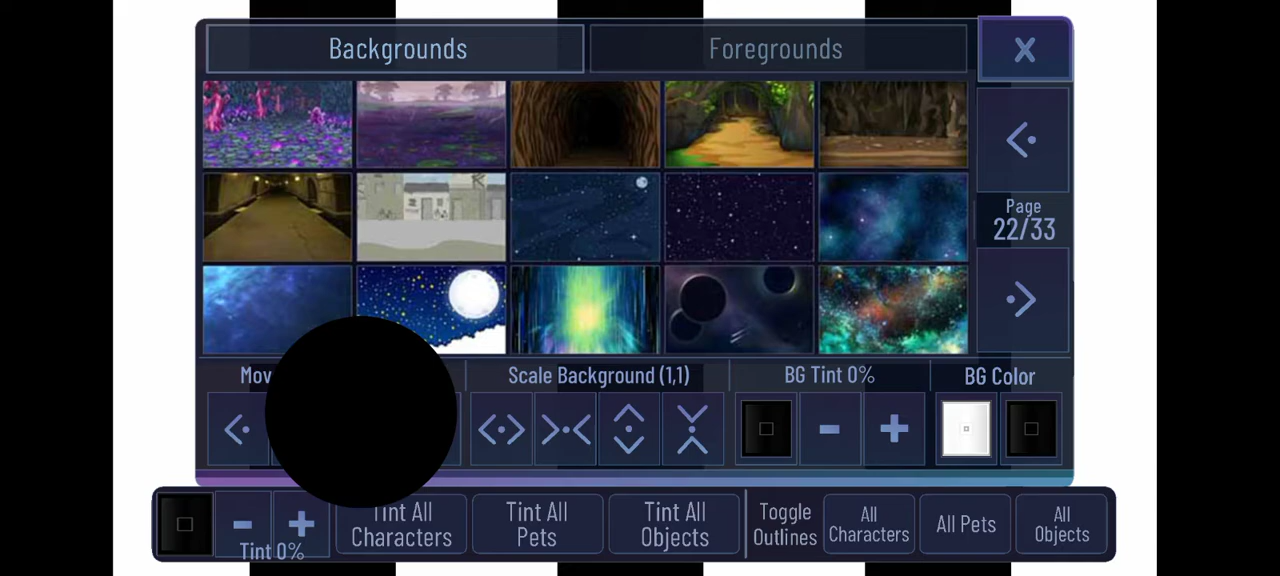 Backgrounds
Foregrounds
X
Page
22/33
Scale Background (1,1)
BG Tint 0%
BG Color
Tint 0%
Tint All
Characters
Tint All
Pets
Tint All
Objects
Toggle
Outlines
All
Characters
All Pets
All
Objects